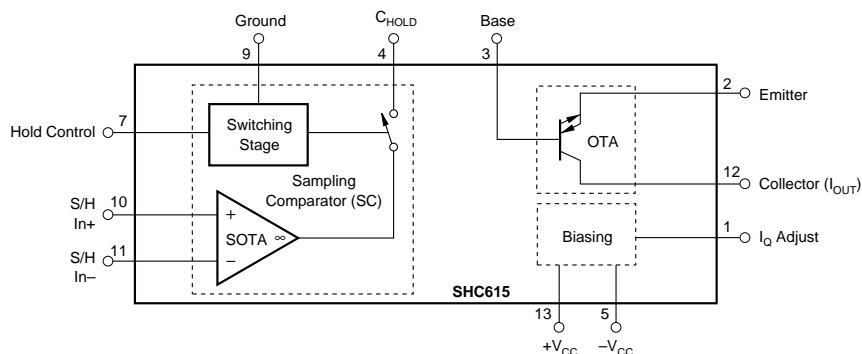 Ground
C_HOLD
Base
9
4
3
2
Emitter
7
Hold Control
Switching
Stage
OTA
12
Collector (I_OUT)
Sampling
Comparator (SC)
S/H
In+
10
+
SOTA ∞
−
S/H
In–
11
Biasing
1
I_Q Adjust
SHC615
13
5
+V_CC
–V_CC